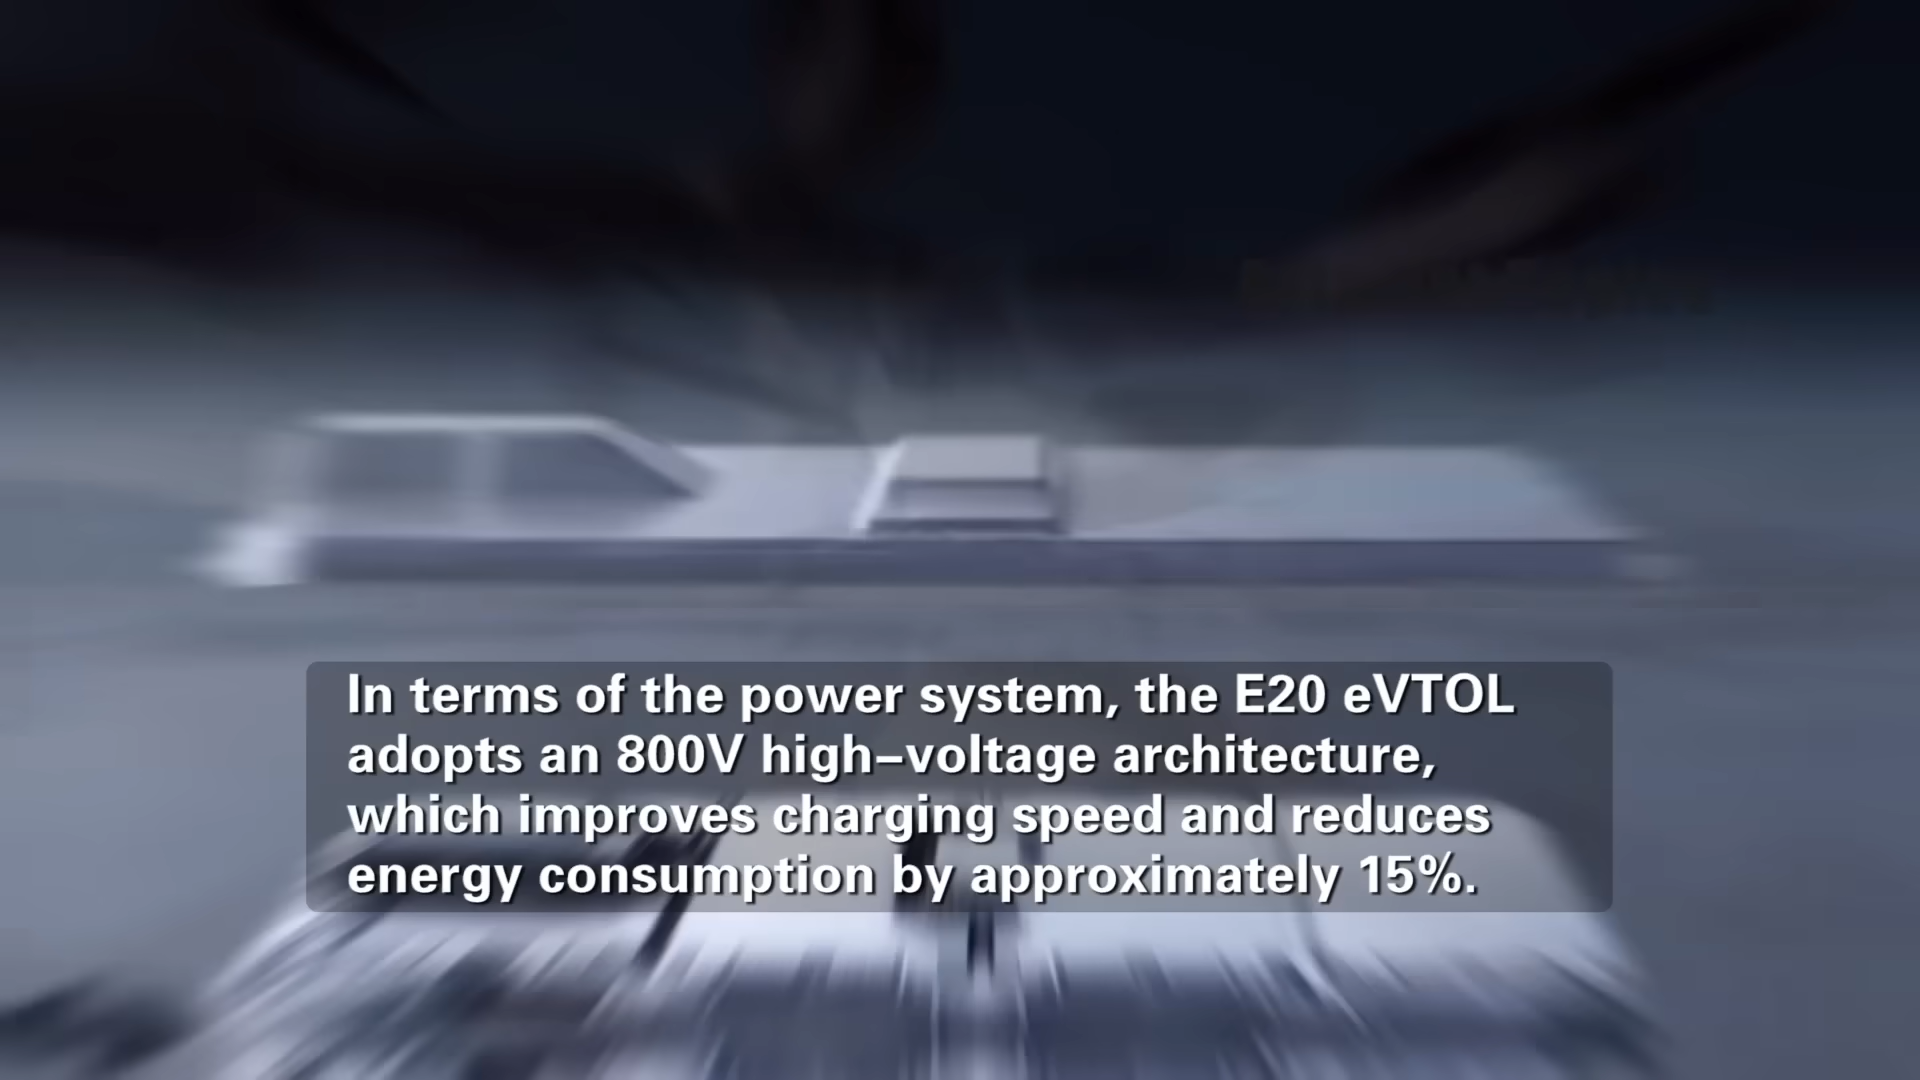 In terms of the power system, the E20 eVTOL
adopts an 800V high-voltage architecture,
which improves charging speed and reduces
energy consumption by approximately 15%.